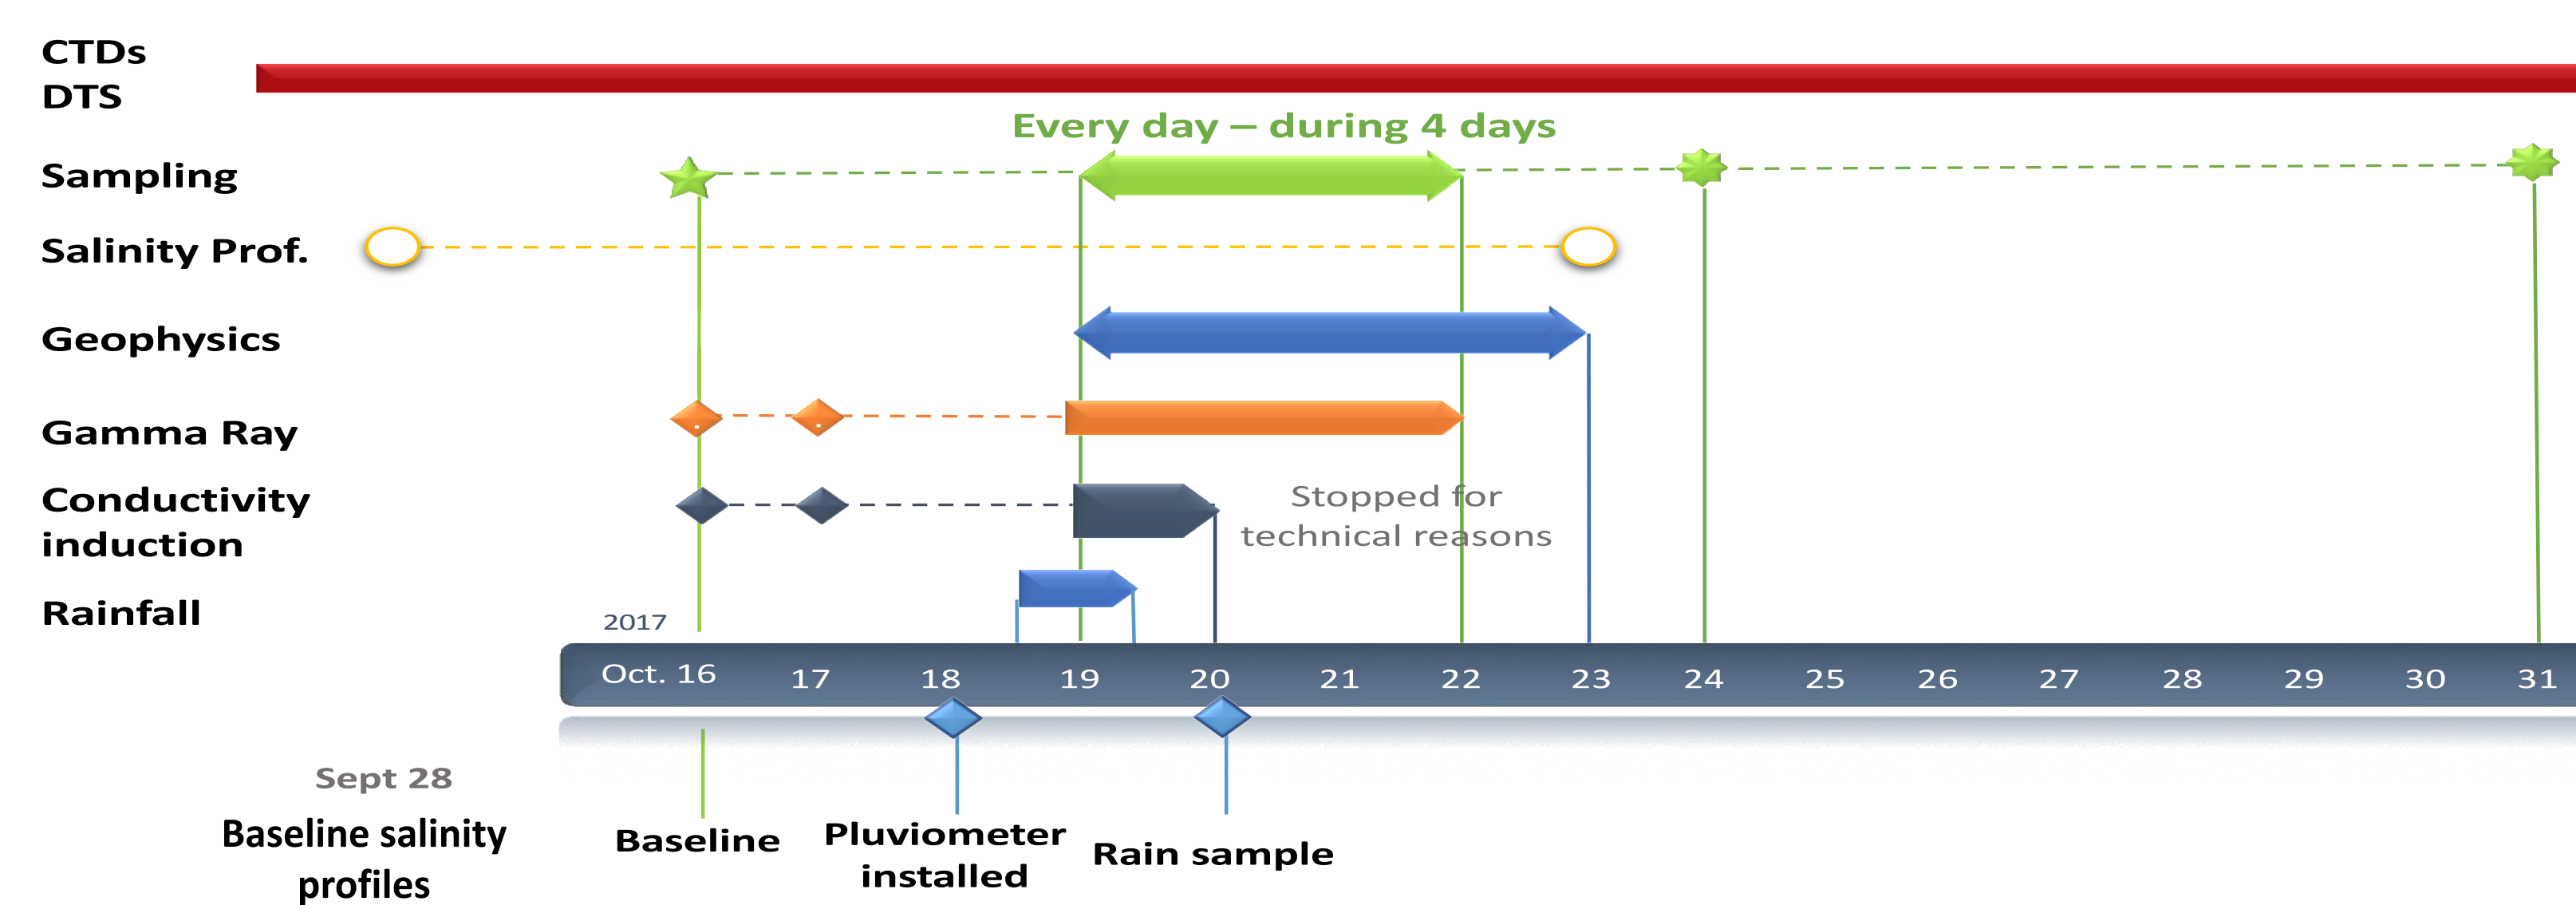 CTDs
DTS
Every day – during 4 days
Sampling
Salinity Prof.
Geophysics
Gamma Ray
Conductivity
induction
Stopped for
technical reasons
Rainfall
2017
Oct. 16 17 18 19 20 21 22 23 24 25 26 27 28 29 30 31
Sept 28
Baseline salinity
profiles
Baseline
Pluviometer
installed
Rain sample